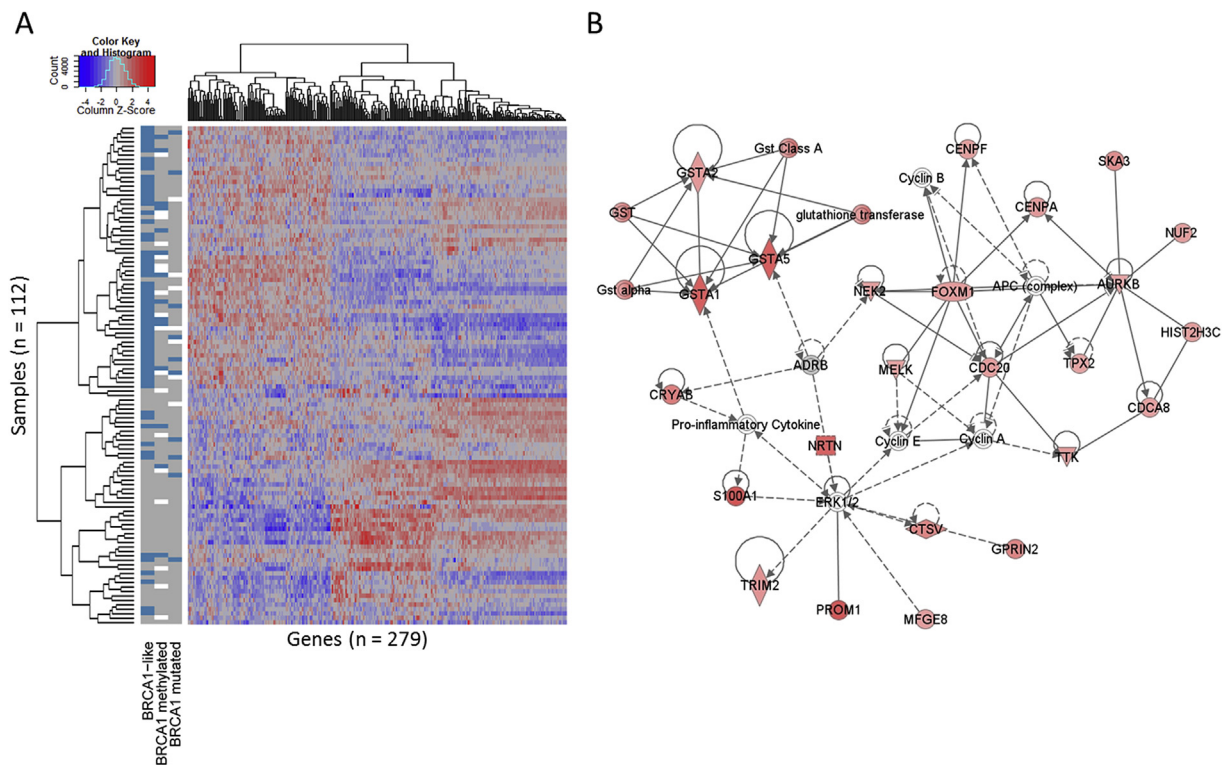 A
B
Color Key
and Histogram
Count
0 4000
-4 -2 0 2 4
Column Z-Score
Samples (n = 112)
Genes (n = 279)
BRCA1-like
BRCA1 methylated
BRCA1 mutated
Gst Class A
CENPF
SKA3
GSTA2
Cyclin B
CENPA
GST
glutathione transferase
NUF2
GSTA5
Gst alpha
GSTA1
NEK2
FOXM1
APC (complex)
AURKB
HIST2H3C
ADRB
MELK
CDC20
TPX2
CRYAB
CDCA8
Pro-inflammatory Cytokine
NRTN
Cyclin E
Cyclin A
TTK
S100A1
ERK1/2
CTSV
GPRIN2
TRIM2
PROM1
MFGE8